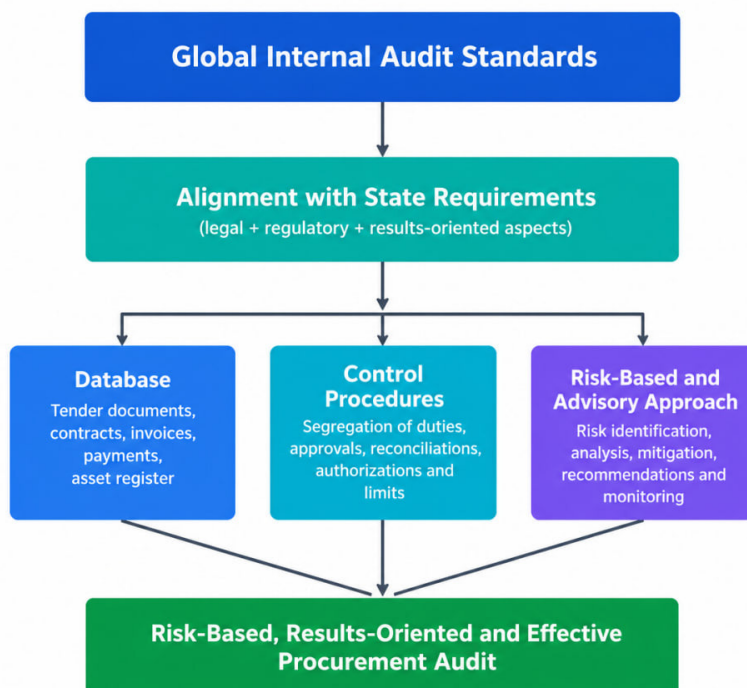 Global Internal Audit Standards
Alignment with State Requirements
(legal + regulatory + results-oriented aspects)
Database
Tender documents,
contracts, invoices,
payments,
asset register
Control
Procedures
Segregation of duties,
approvals, reconciliations,
authorizations and
limits
Risk-Based and
Advisory Approach
Risk identification,
analysis, mitigation,
recommendations and
monitoring
Risk-Based, Results-Oriented and Effective
Procurement Audit